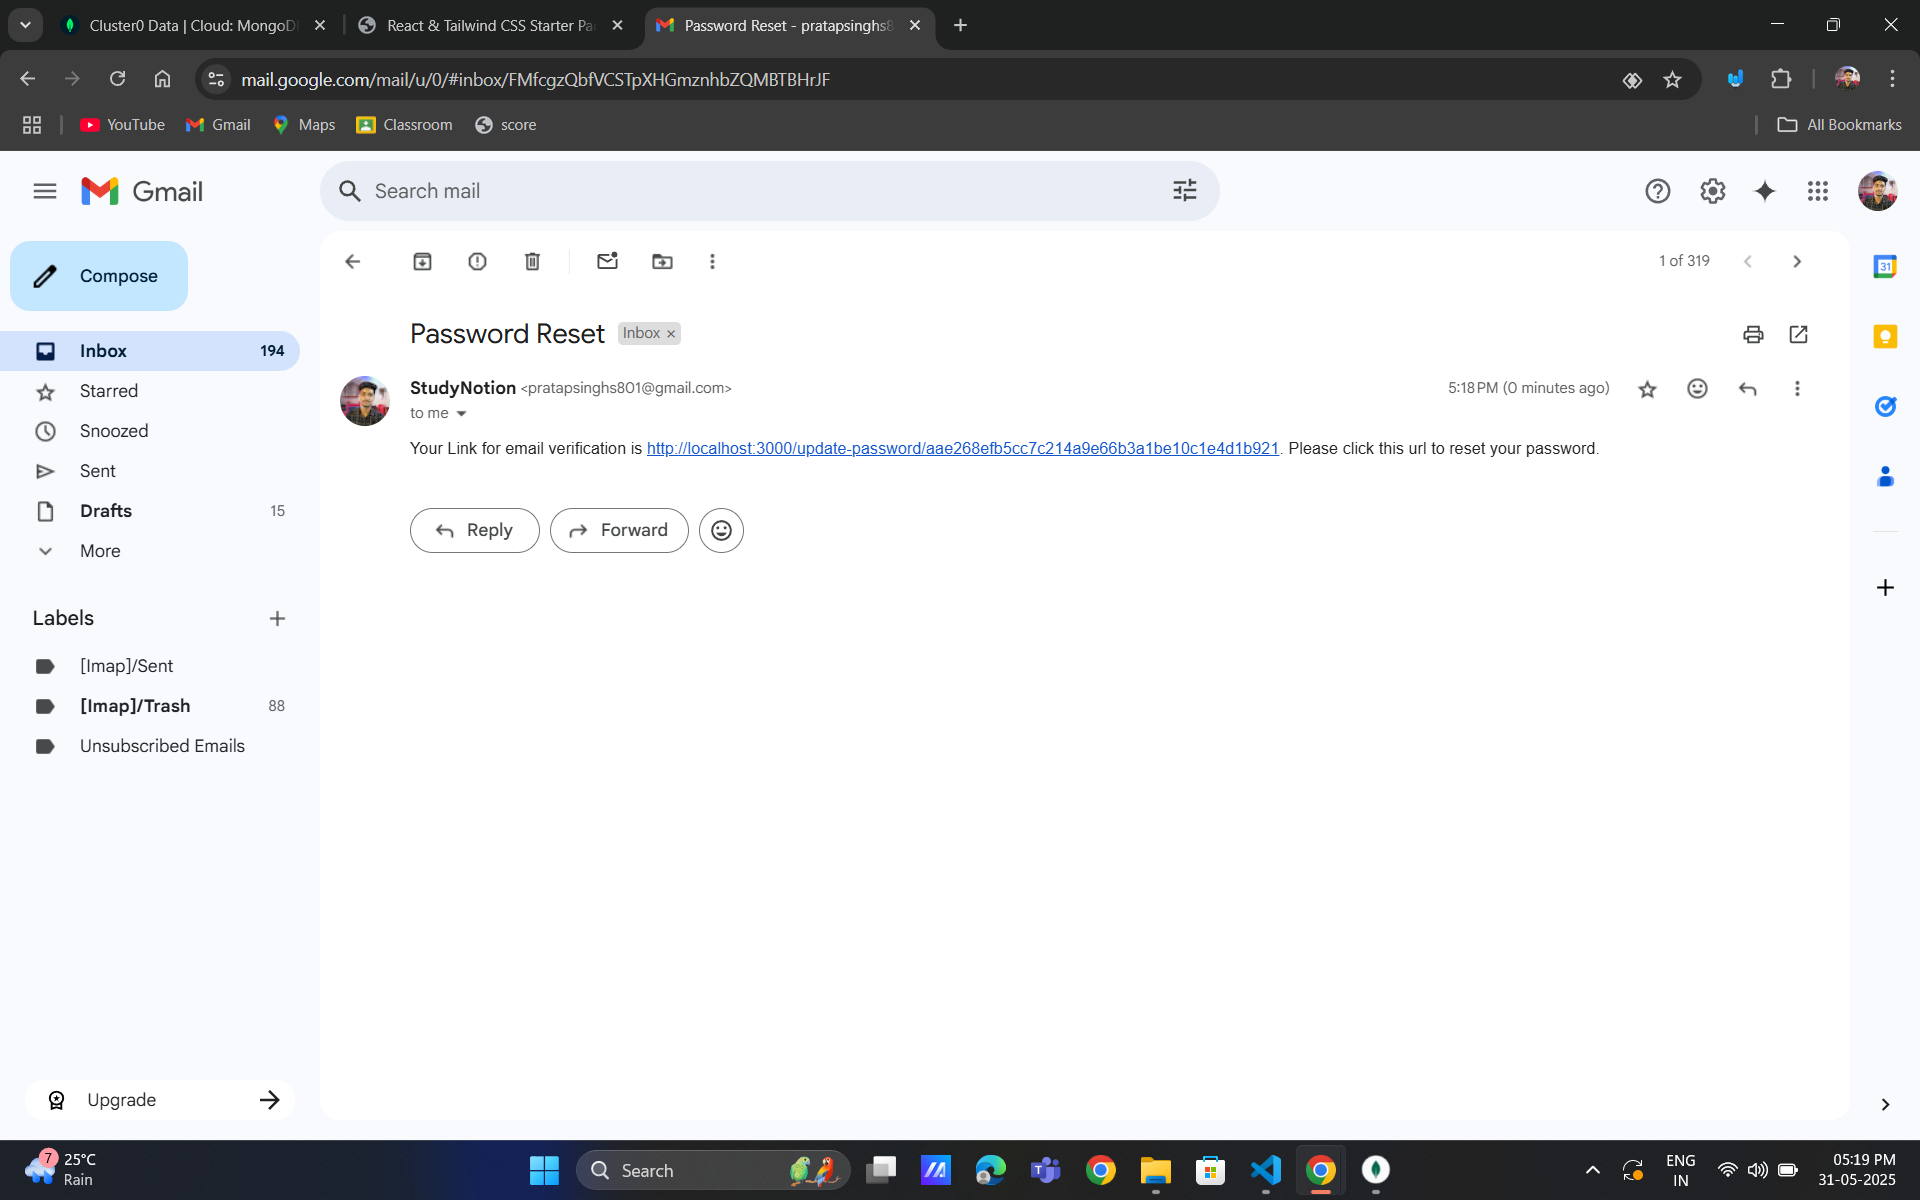 Cluster0 Data | Cloud: MongoD
React & Tailwind CSS Starter Pa
Password Reset - pratapsinghs8
mail.google.com/mail/u/0/#inbox/FMfcgzQbfVCSTpXHGmznhbZQMBTBHrJF
YouTube
Gmail
Maps
Classroom
score
All Bookmarks
Gmail
Search mail
Compose
1 of 319
Inbox 194
Starred
Snoozed
Sent
Drafts 15
More
Labels
[Imap]/Sent
[Imap]/Trash 88
Unsubscribed Emails
Upgrade
Password Reset Inbox
StudyNotion <pratapsinghs801@gmail.com>
5:18 PM (0 minutes ago)
to me
Your Link for email verification is http://localhost:3000/update-password/aae268efb5cc7c214a9e66b3a1be10c1e4d1b921. Please click this url to reset your password.
Reply
Forward
31
7
25°C
Rain
Search
ENG
IN
05:19 PM
31-05-2025